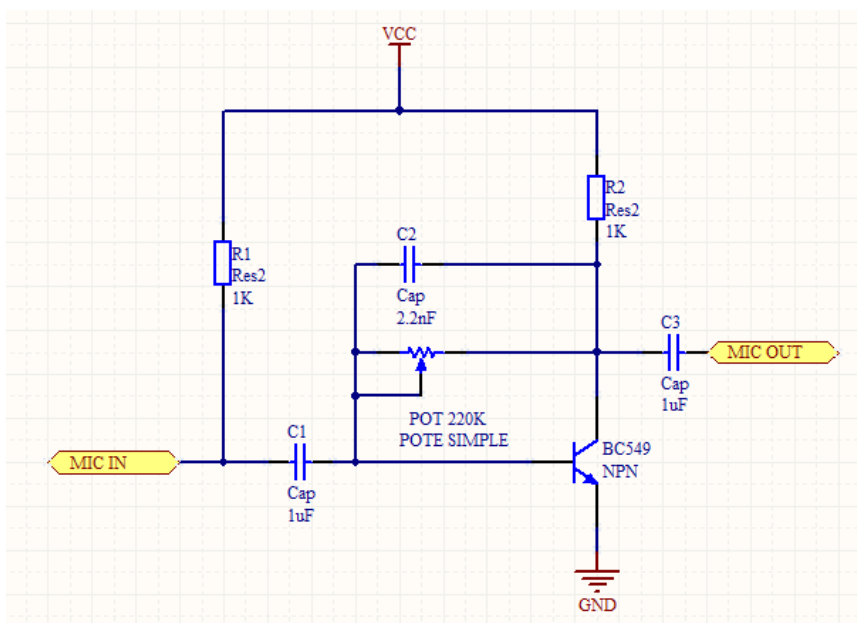 VCC
R2
Res2
1K
C2
Cap
2.2nF
R1
Res2
1K
C3
MIC OUT
Cap
1uF
POT 220K
POTE SIMPLE
C1
MIC IN
Cap
1uF
BC549
NPN
GND